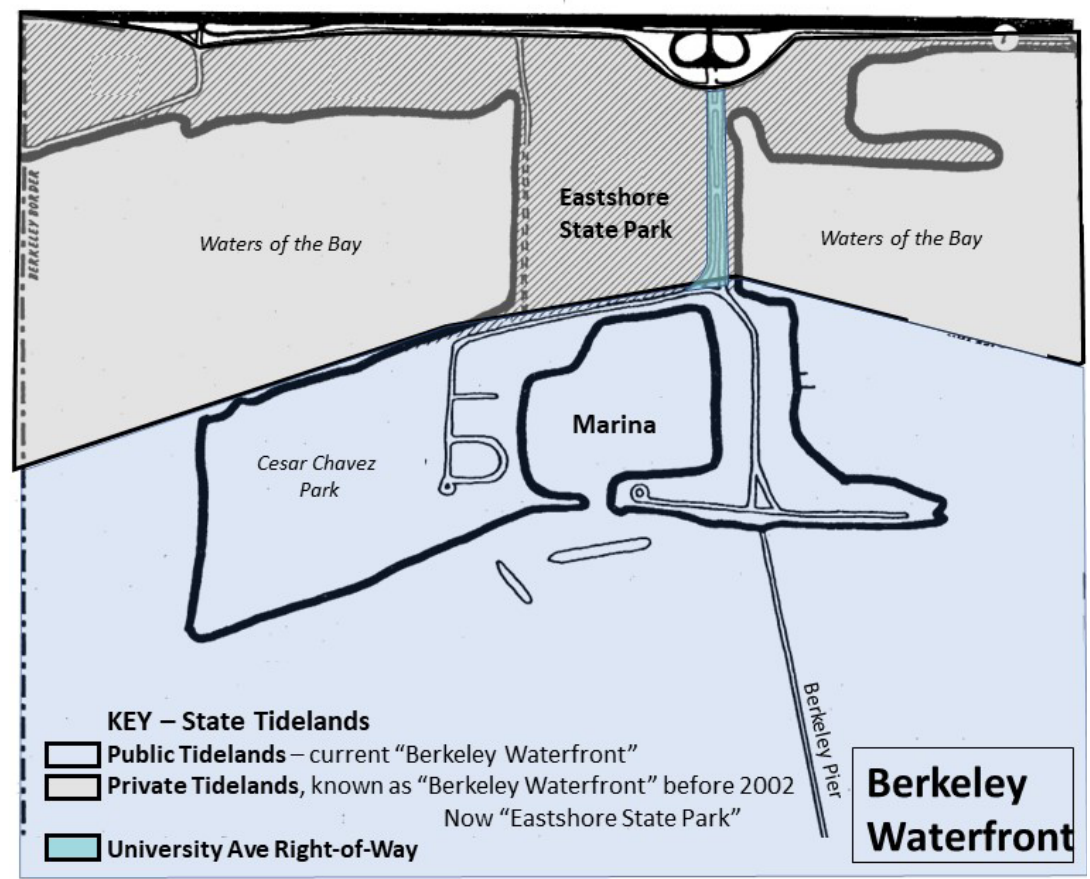 BERKELEY BORDER
Waters of the Bay
Eastshore
State Park
Waters of the Bay
Marina
Cesar Chavez
Park
Berkeley Pier
KEY – State Tidelands
Public Tidelands – current “Berkeley Waterfront”
Private Tidelands, known as “Berkeley Waterfront” before 2002
Now “Eastshore State Park”
University Ave Right-of-Way
Berkeley
Waterfront